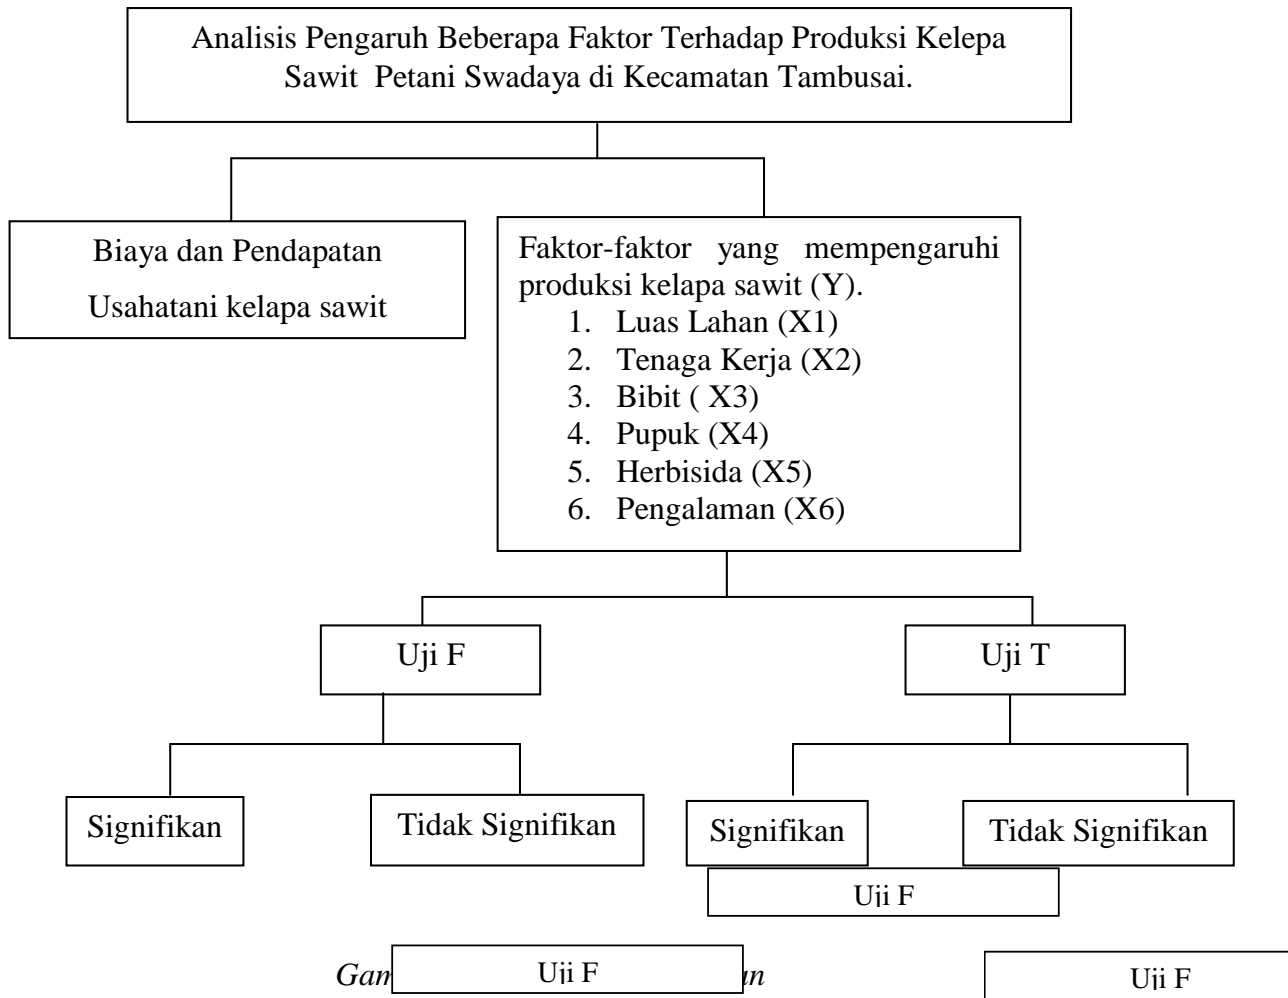 Analisis Pengaruh Beberapa Faktor Terhadap Produksi Kelepa
Sawit Petani Swadaya di Kecamatan Tambusai.
Biaya dan Pendapatan
Usahatani kelapa sawit
Faktor-faktor yang mempengaruhi
produksi kelapa sawit (Y).
1. Luas Lahan (X1)
2. Tenaga Kerja (X2)
3. Bibit ( X3)
4. Pupuk (X4)
5. Herbisida (X5)
6. Pengalaman (X6)
Uji F
Uji T
Signifikan
Tidak Signifikan
Signifikan
Tidak Signifikan
Uji F
Uji F
Uji F